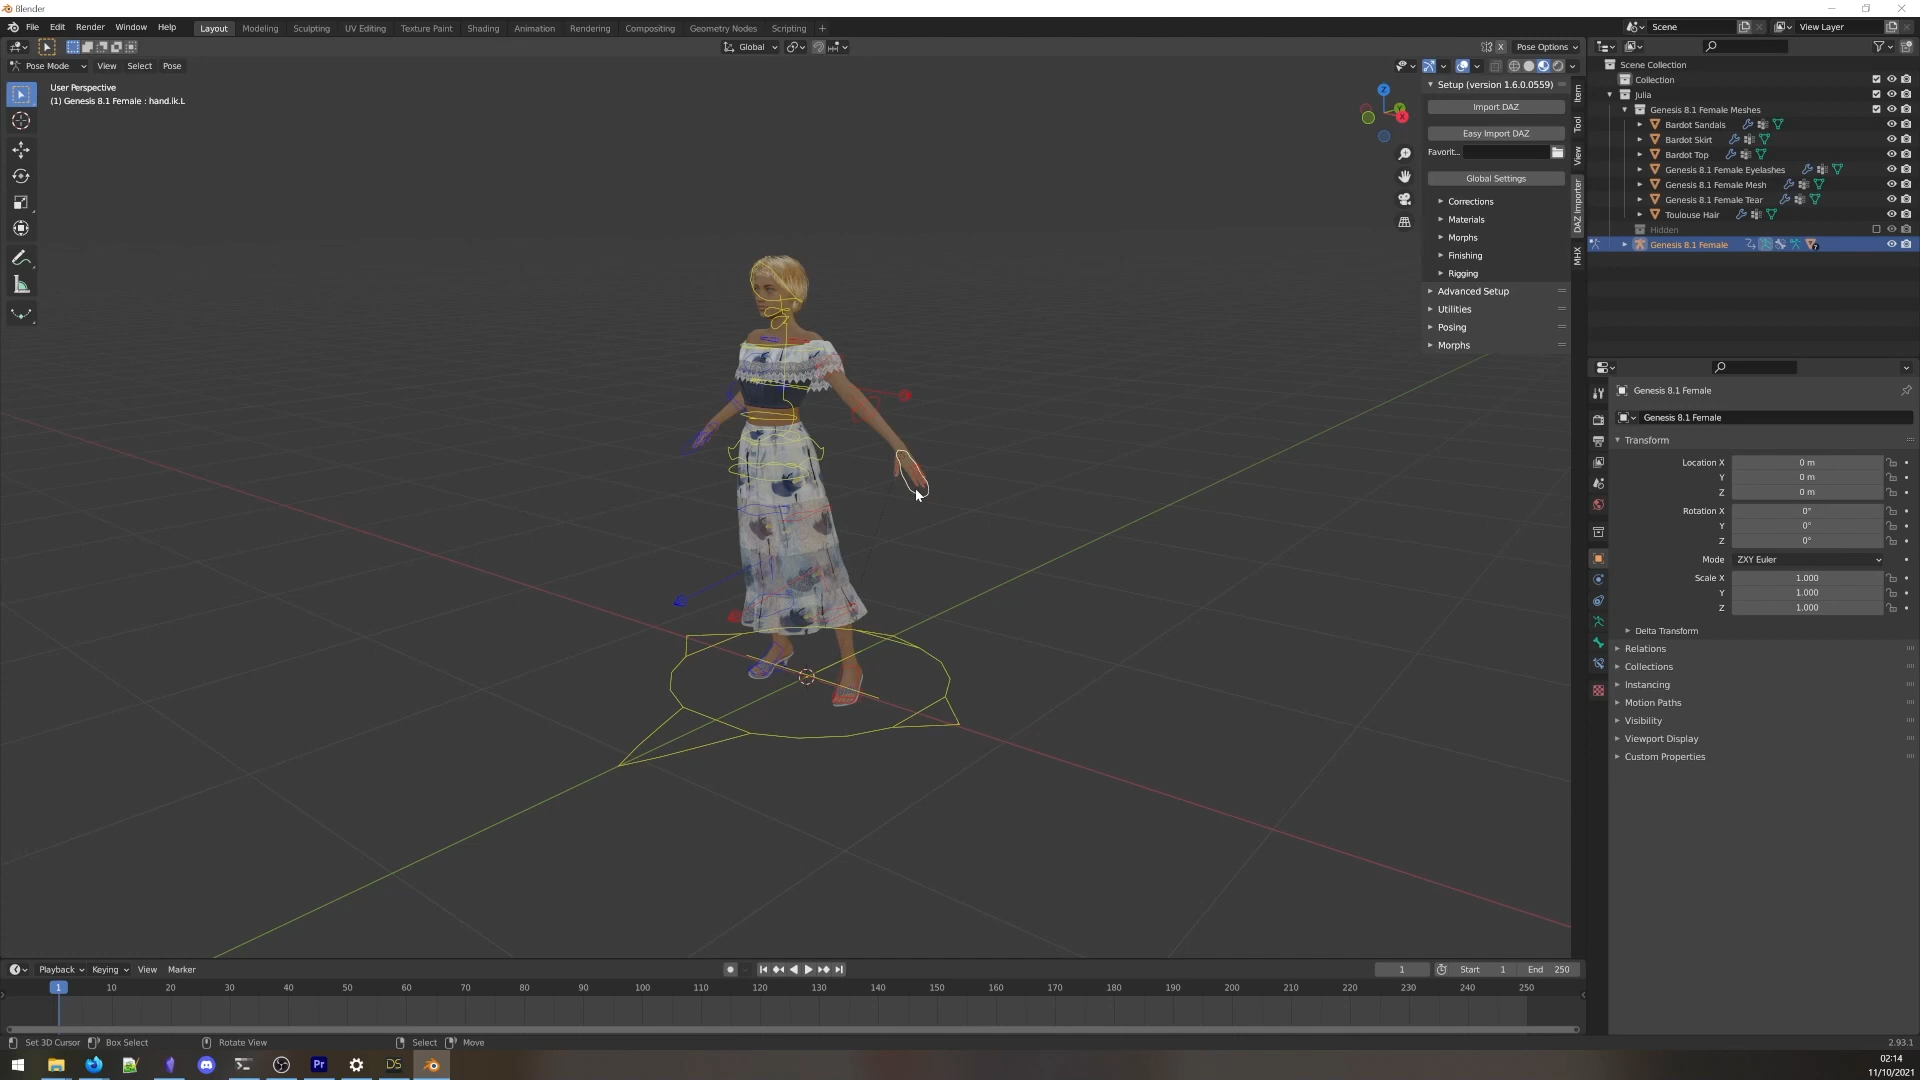 Blender
File Edit Render Window Help
Layout Modeling Sculpting UV Editing Texture Paint Shading Animation Rendering Compositing Geometry Nodes Scripting +
Scene
View Layer
Global
X
Pose Options
Pose Mode View Select Pose
User Perspective
(1) Genesis 8.1 Female : hand.ik.L
Z
Y
X
Setup (version 1.6.0.0559)
Import DAZ
Easy Import DAZ
Favorit...
Global Settings
Corrections
Materials
Morphs
Finishing
Rigging
Advanced Setup
Utilities
Posing
Morphs
Item
Tool
View
DAZ Importer
MHX
Scene Collection
Collection
Julia
Genesis 8.1 Female Meshes
Bardot Sandals
Bardot Skirt
Bardot Top
Genesis 8.1 Female Eyelashes
Genesis 8.1 Female Mesh
Genesis 8.1 Female Tear
Toulouse Hair
Hidden
Genesis 8.1 Female
Genesis 8.1 Female
Genesis 8.1 Female
Transform
Location X 0 m
Y 0 m
Z 0 m
Rotation X 0°
Y 0°
Z 0°
Mode ZXY Euler
Scale X 1.000
Y 1.000
Z 1.000
Delta Transform
Relations
Collections
Instancing
Motion Paths
Visibility
Viewport Display
Custom Properties
Playback Keying View Marker
1 Start 1 End 250
1 10 20 30 40 50 60 70 80 90 100 110 120 130 140 150 160 170 180 190 200 210 220 230 240 250
Set 3D Cursor Box Select Rotate View Select Move
2.93.1
Pr
DS
02:14
11/10/2021